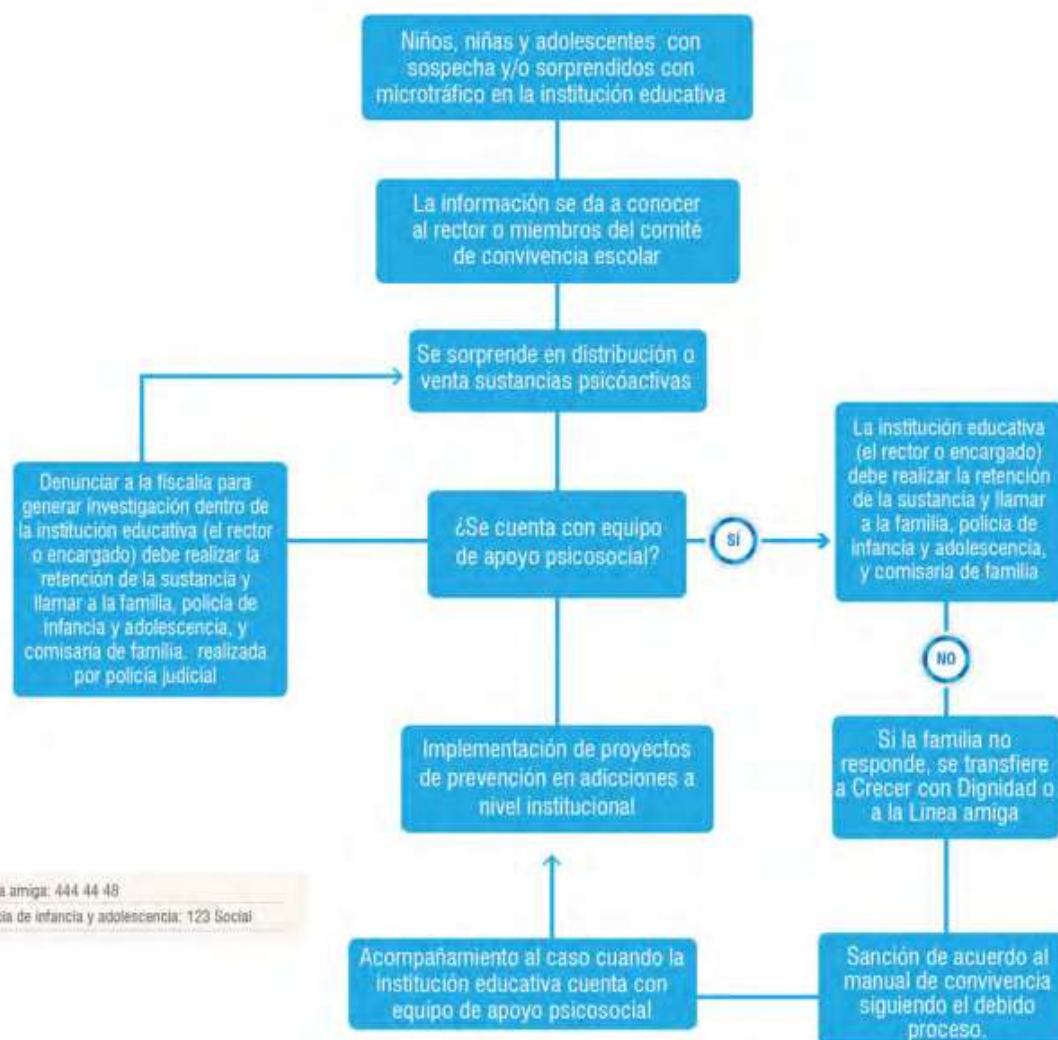 Niños, niñas y adolescentes con
sospecha y/o sorprendidos con
microtráfico en la institución educativa
La información se da a conocer
al rector o miembros del comité
de convivencia escolar
Se sorprende en distribución o
venta sustancias psicóactivas
¿Se cuenta con equipo
de apoyo psicosocial?
SÍ
La institución educativa
(el rector o encargado)
debe realizar la retención
de la sustancia y llamar
a la familia, policía de
infancia y adolescencia,
y comisaria de familia
Denunciar a la fiscalía para
generar investigación dentro de
la institución educativa (el rector
o encargado) debe realizar la
retención de la sustancia y
llamar a la familia, policía de
infancia y adolescencia, y
comisaria de familia. realizada
por policía judicial
NO
Si la familia no
responde, se transfiere
a Crecer con Dignidad o
a la Línea amiga
Implementación de proyectos
de prevención en adicciones a
nivel institucional
a amiga: 444 44 48
cia de infancia y adolescencia: 123 Social
Acompañamiento al caso cuando la
institución educativa cuenta con
equipo de apoyo psicosocial
Sanción de acuerdo al
manual de convivencia
siguiendo el debido
proceso.